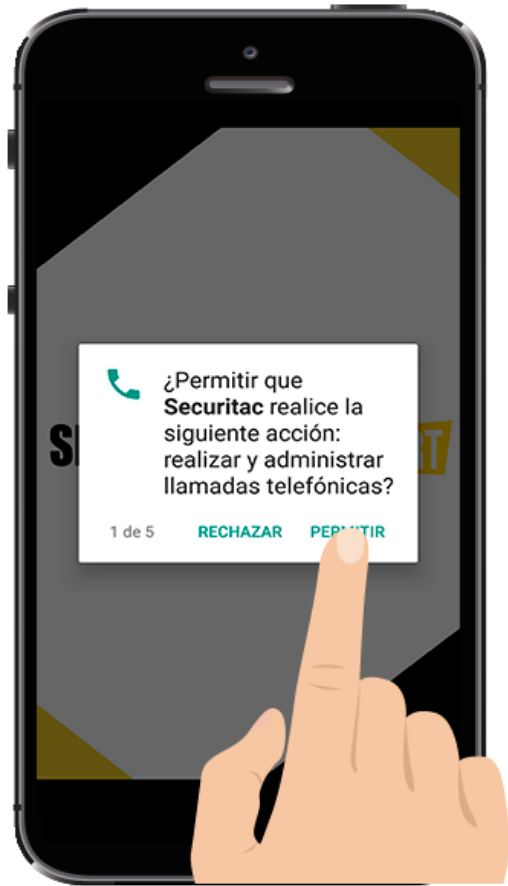 ¿Permitir que
Securitac realice la
siguiente acción:
realizar y administrar
llamadas telefónicas?
1 de 5 RECHAZAR PERMITIR